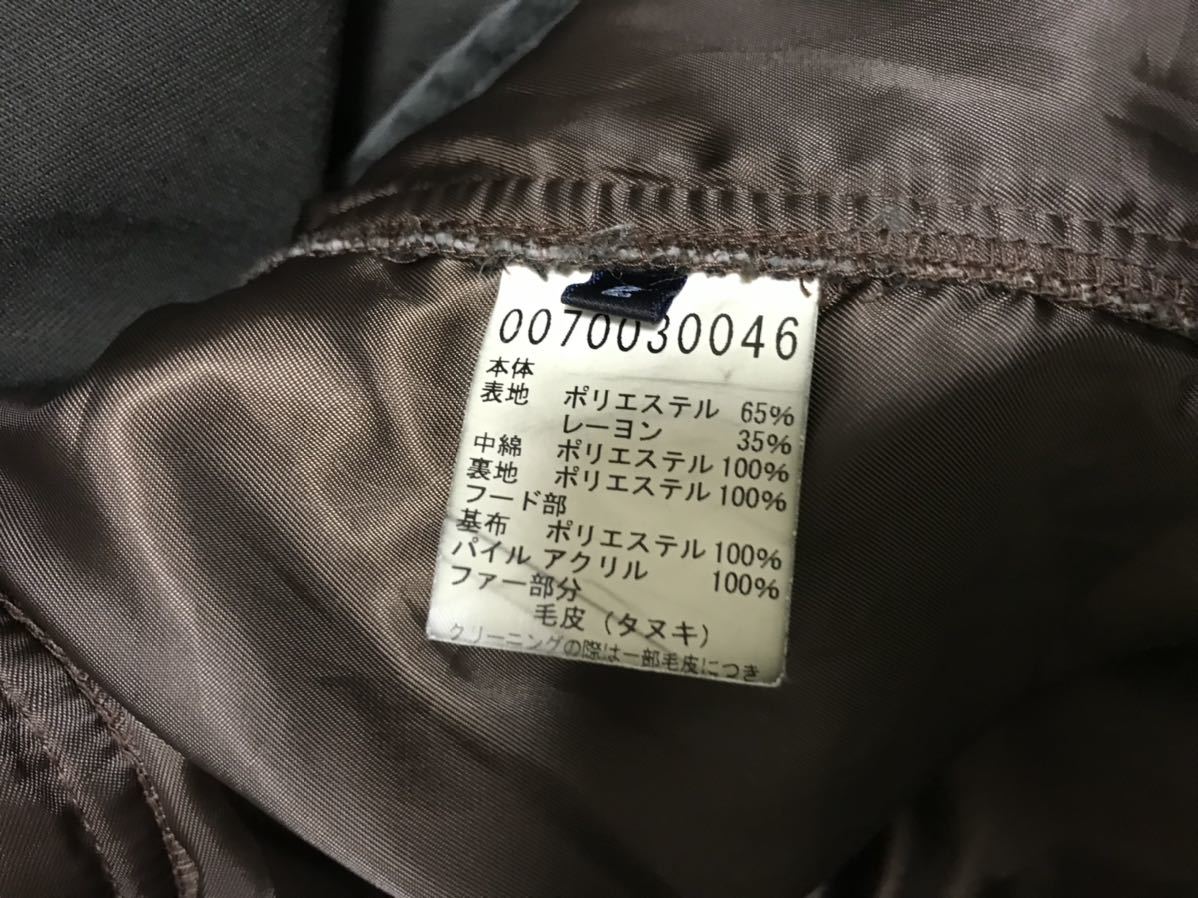 0070030046
本体
表地 ポリエステル 65%
レーヨン 35%
中綿 ポリエステル 100%
裏地 ポリエステル 100%
フード部
基布 ポリエステル 100%
パイル アクリル 100%
ファー部分
毛皮（タヌキ）
クリーニングの際は一部毛皮につき